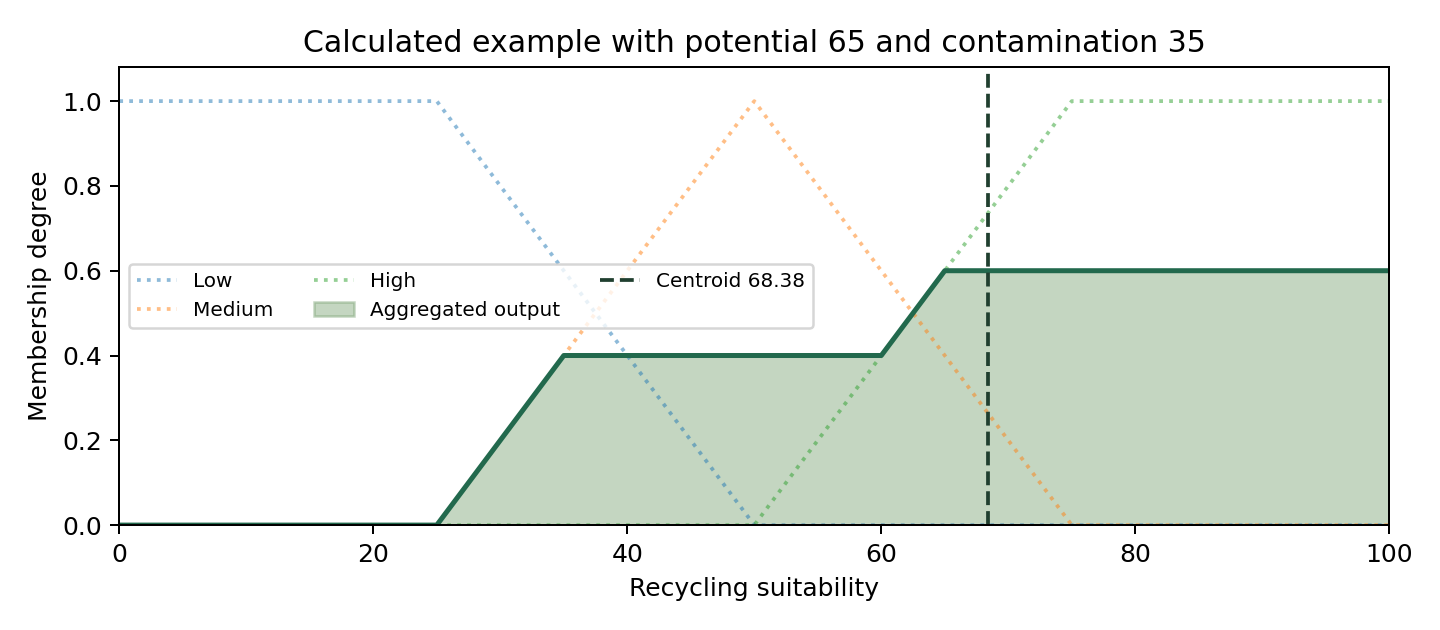 Calculated example with potential 65 and contamination 35
Membership degree
1.0
0.8
0.6
0.4
0.2
0.0
Low
Medium
High
Aggregated output
Centroid 68.38
0
20
40
60
80
100
Recycling suitability